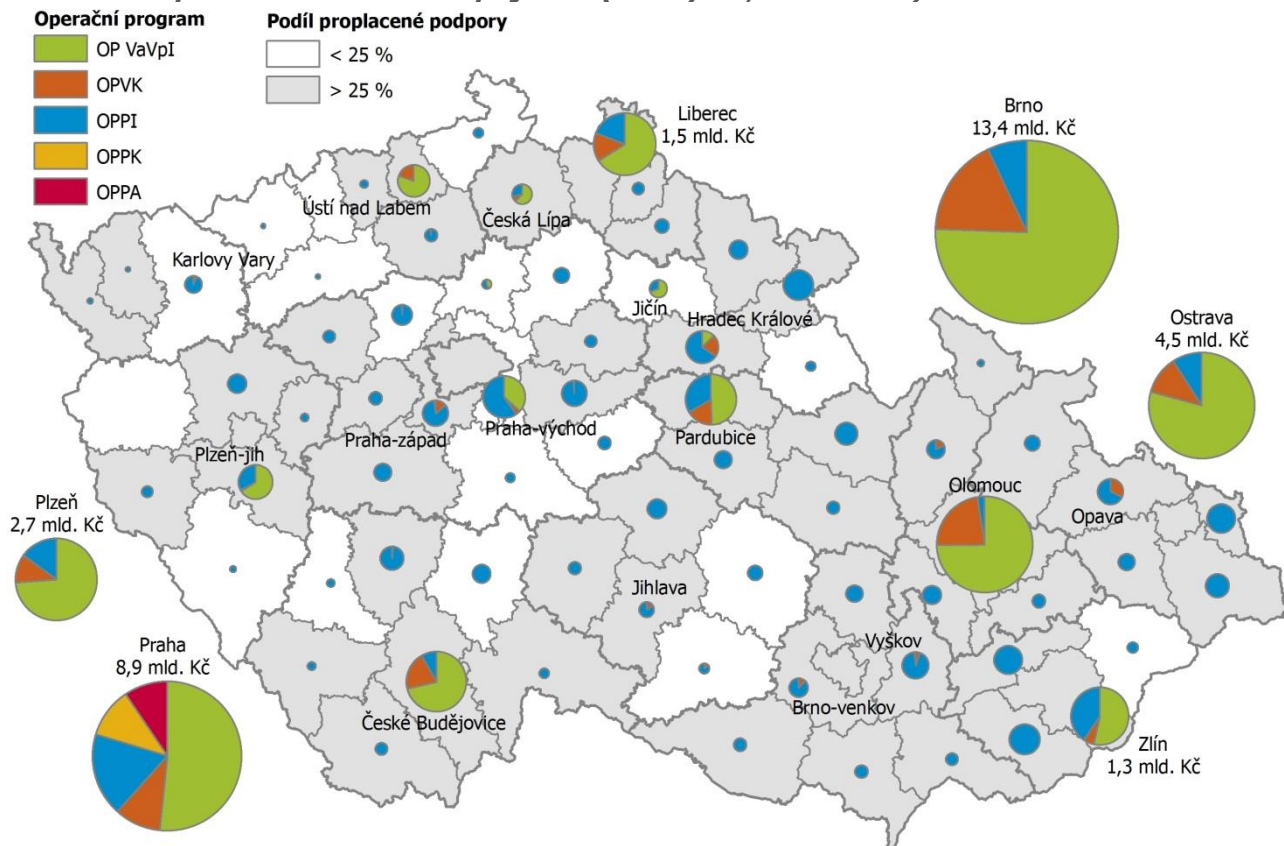 Operační program
OP VaVpI
OPVK
OPPI
OPPK
OPPA
Podíl proplacené podpory
< 25 %
> 25 %
Liberec
1,5 mld. Kč
Brno
13,4 mld. Kč
Ústí nad Labem
Česká Lípa
Karlovy Vary
Jičín
Hradec Králové
Ostrava
4,5 mld. Kč
Praha-západ
Praha-východ
Pardubice
Plzeň-jih
Plzeň
2,7 mld. Kč
Olomouc
Opava
Jihlava
Vyškov
Praha
8,9 mld. Kč
České Budějovice
Brno-venkov
Zlín
1,3 mld. Kč